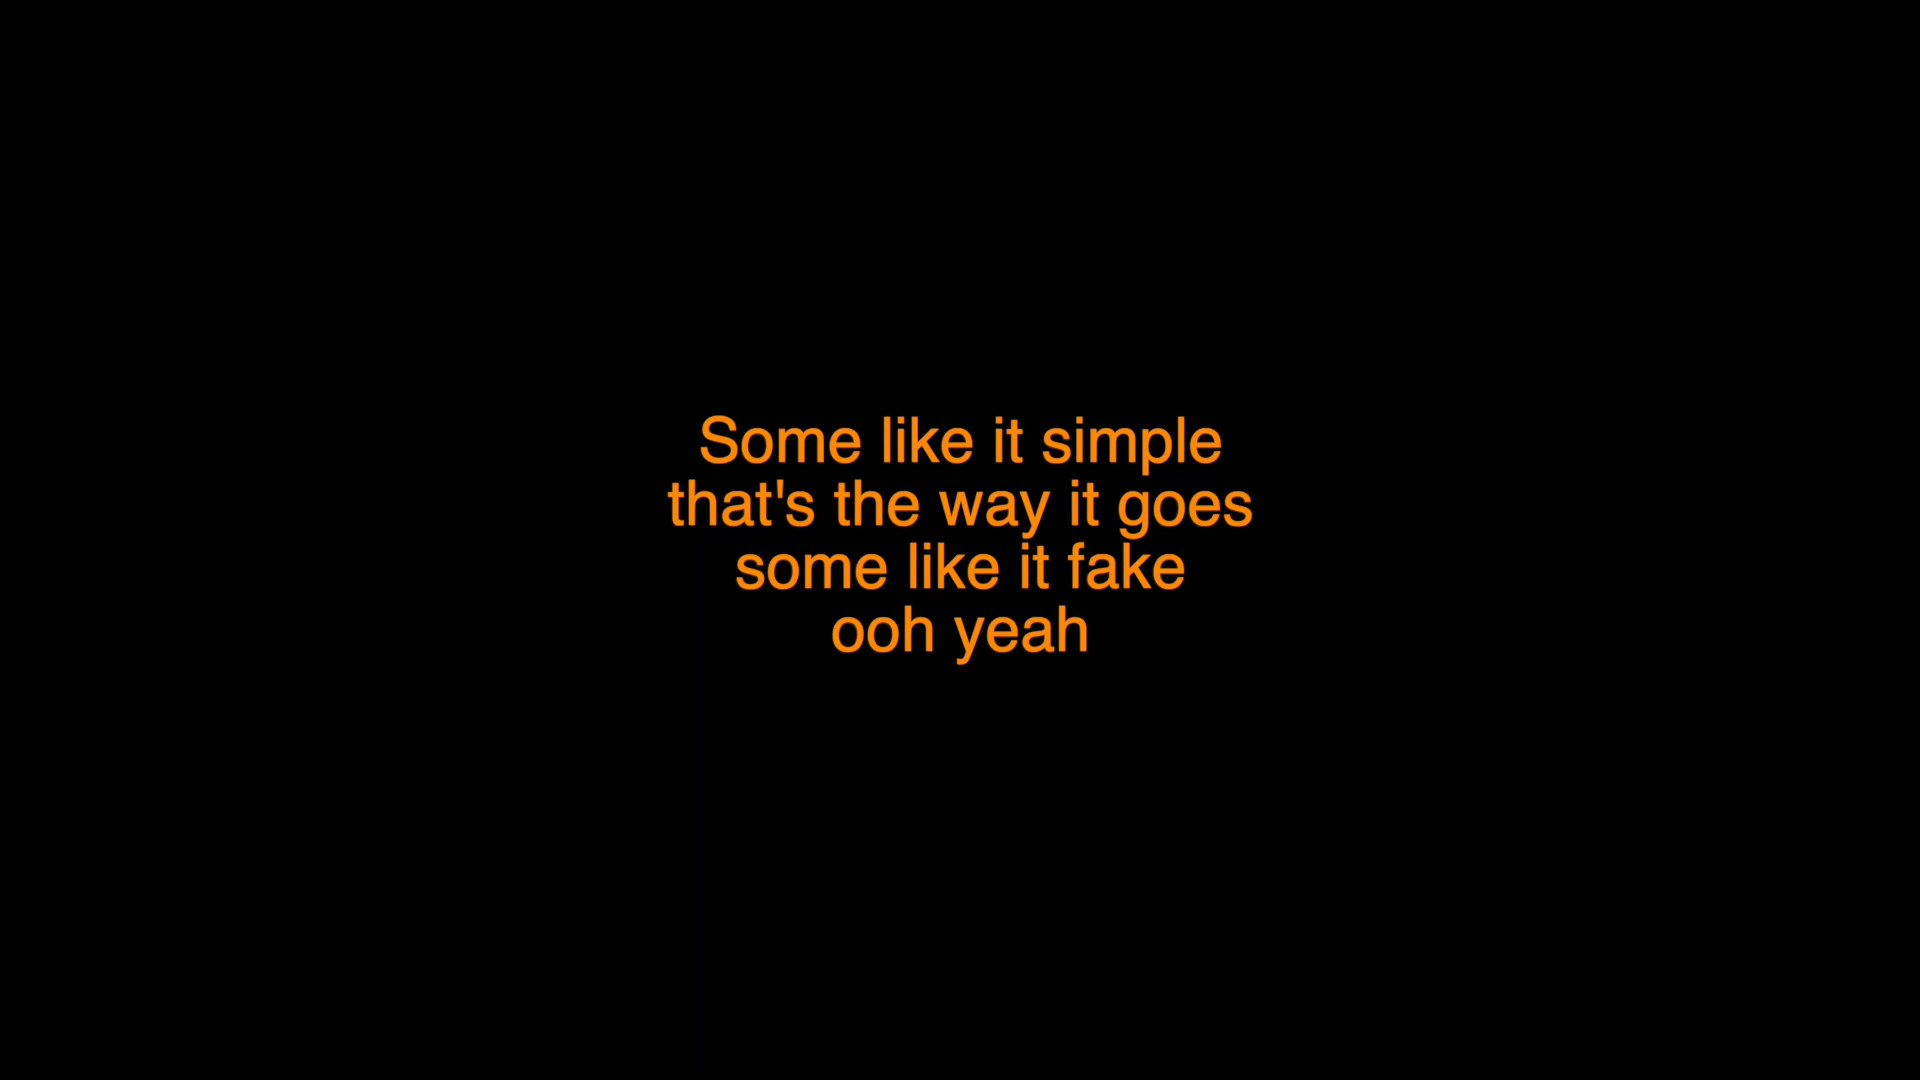 Some like it simple
that's the way it goes
some like it fake
ooh yeah